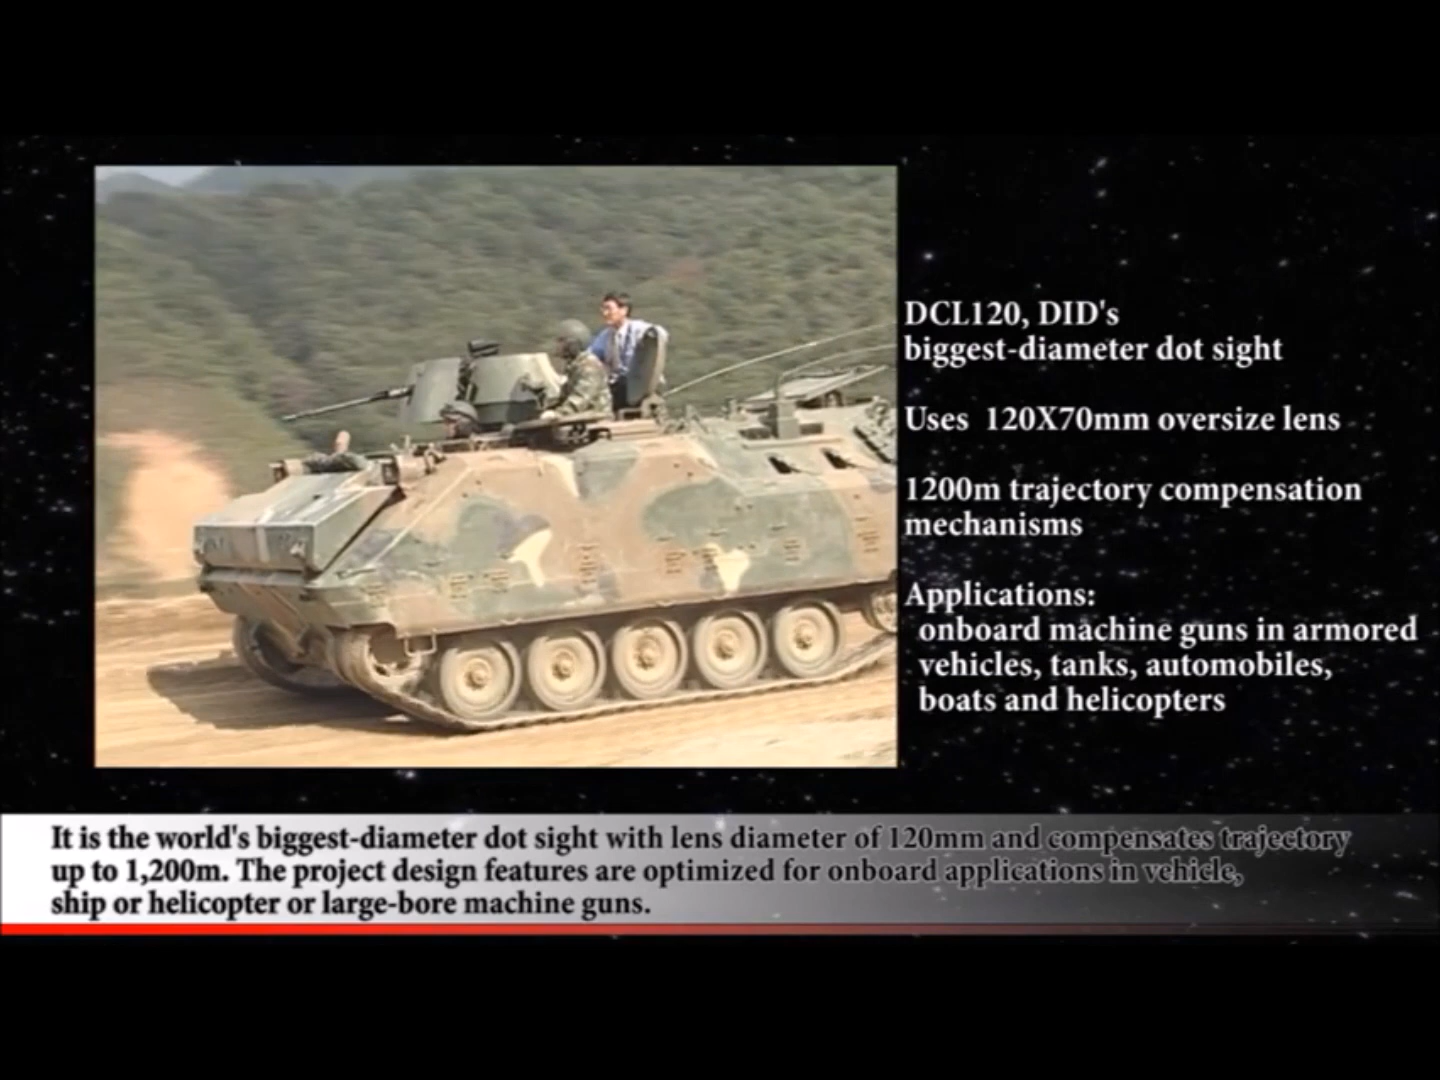 DCL120, DID's
biggest-diameter dot sight
Uses 120X70mm oversize lens
1200m trajectory compensation
mechanisms
Applications:
onboard machine guns in armored
vehicles, tanks, automobiles,
boats and helicopters
It is the world's biggest-diameter dot sight with lens diameter of 120mm and compensates trajectory
up to 1,200m. The project design features are optimized for onboard applications in vehicle,
ship or helicopter or large-bore machine guns.